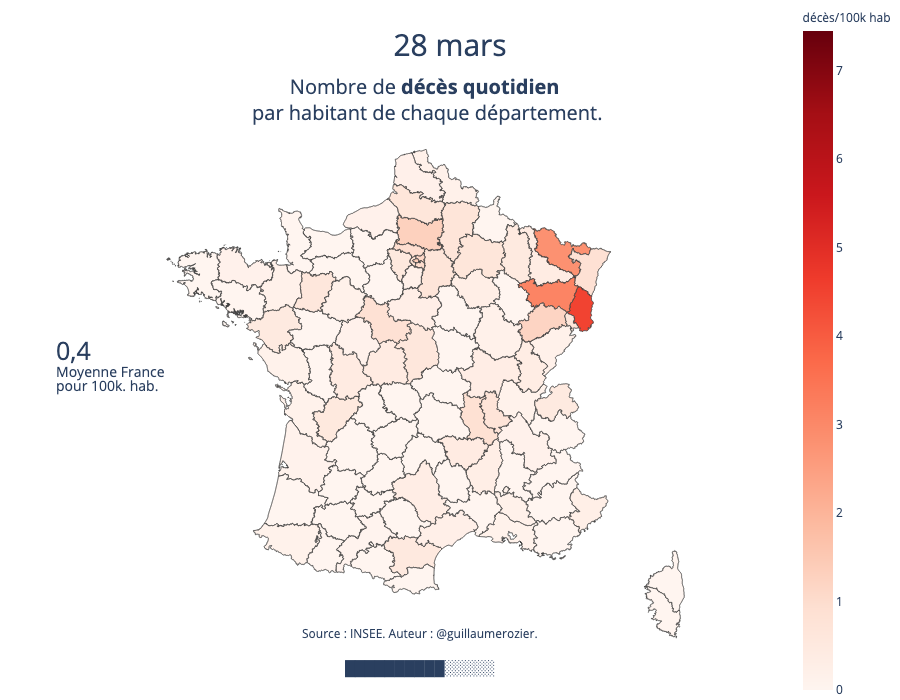 décès/100k hab
28 mars
Nombre de décès quotidien
par habitant de chaque département.
7
6
5
4
3
2
1
0
0,4
Moyenne France
pour 100k. hab.
Source : INSEE. Auteur : @guillaumerozier.